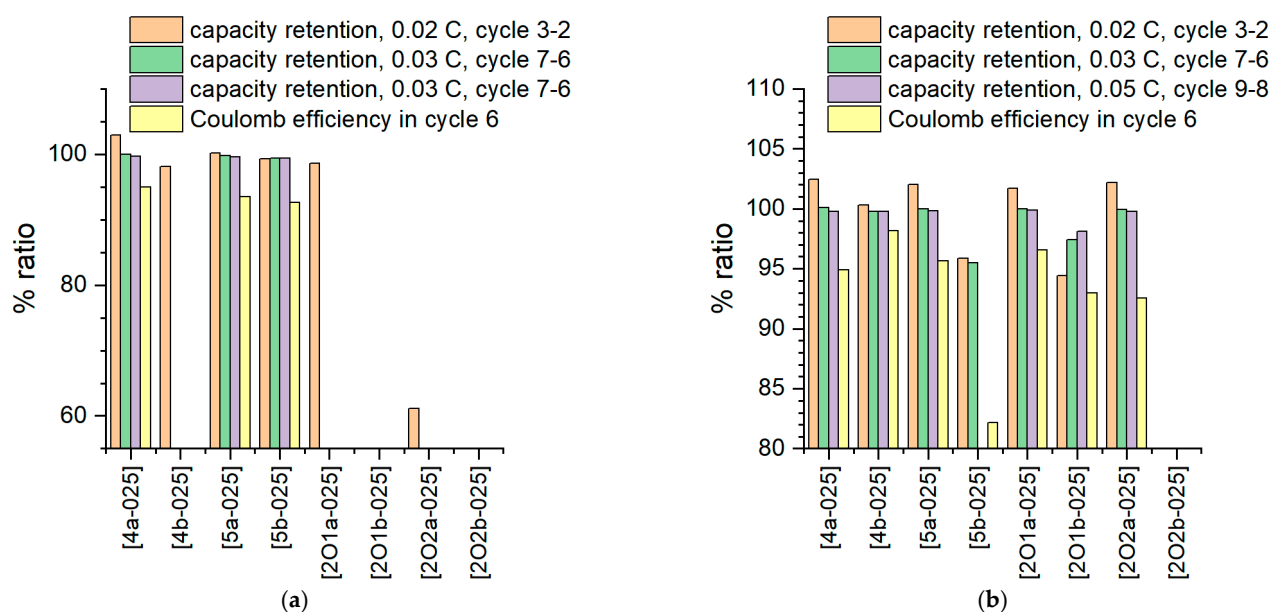 capacity retention, 0.02 C, cycle 3-2
capacity retention, 0.03 C, cycle 7-6
capacity retention, 0.03 C, cycle 7-6
Coulomb efficiency in cycle 6
100
80
60
% ratio
[4a-025]
[4b-025]
[5a-025]
[5b-025]
[2O1a-025]
[2O1b-025]
[2O2a-025]
[2O2b-025]
(a)
capacity retention, 0.02 C, cycle 3-2
capacity retention, 0.03 C, cycle 7-6
capacity retention, 0.05 C, cycle 9-8
Coulomb efficiency in cycle 6
110
105
100
95
90
85
80
% ratio
[4a-025]
[4b-025]
[5a-025]
[5b-025]
[2O1a-025]
[2O1b-025]
[2O2a-025]
[2O2b-025]
(b)